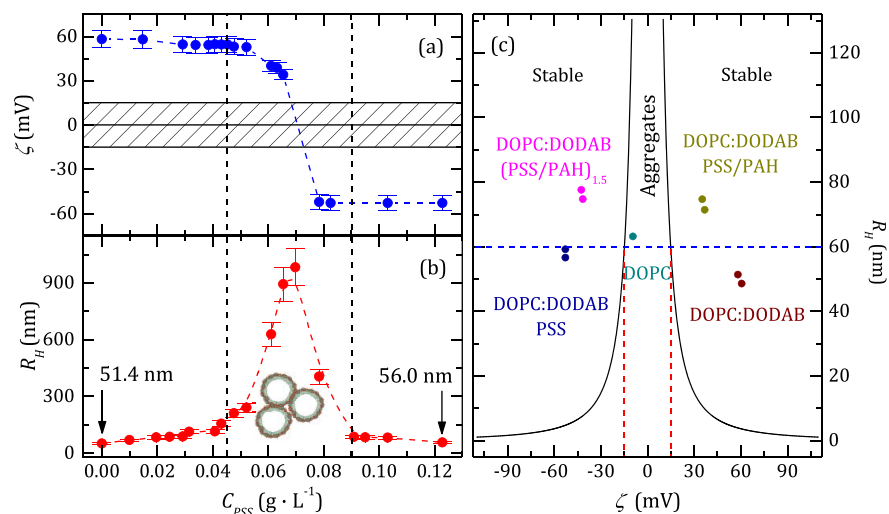 (a)
60
30
0
-30
-60
ζ (mV)
(b)
900
600
300
0
R_H (nm)
51.4 nm
56.0 nm
0.00 0.02 0.04 0.06 0.08 0.10 0.12
C_PSS (g · L⁻¹)
(c)
Stable
Stable
Aggregates
DOPC:DODAB
(PSS/PAH)₁.₅
DOPC:DODAB
PSS/PAH
DOPC
DOPC:DODAB
PSS
DOPC:DODAB
120
100
80
60
40
20
0
R_H (nm)
-90 -60 -30 0 30 60 90
ζ (mV)